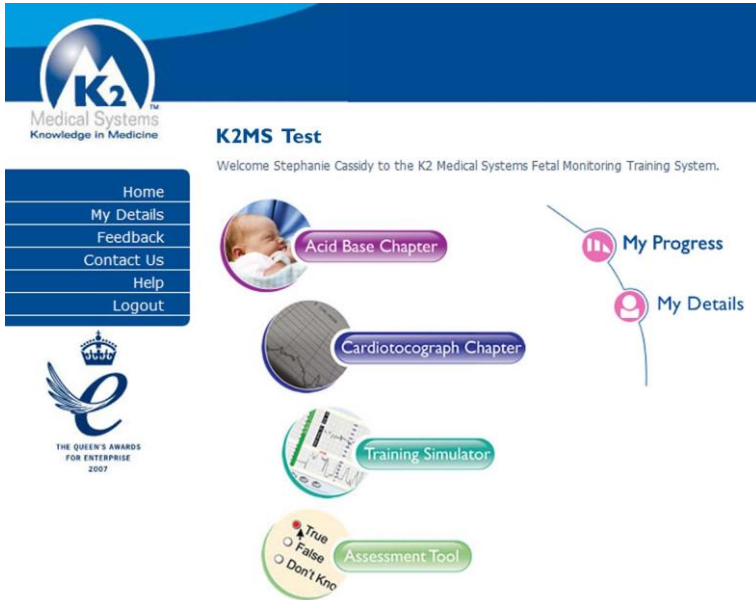 K2
TM
Medical Systems
Knowledge in Medicine
K2MS Test
Welcome Stephanie Cassidy to the K2 Medical Systems Fetal Monitoring Training System.
Home
My Details
Feedback
Contact Us
Help
Logout
THE QUEEN'S AWARDS
FOR ENTERPRISE
2007
Acid Base Chapter
Cardiotocograph Chapter
Training Simulator
True
False
Don't Kno
Assessment Tool
My Progress
My Details